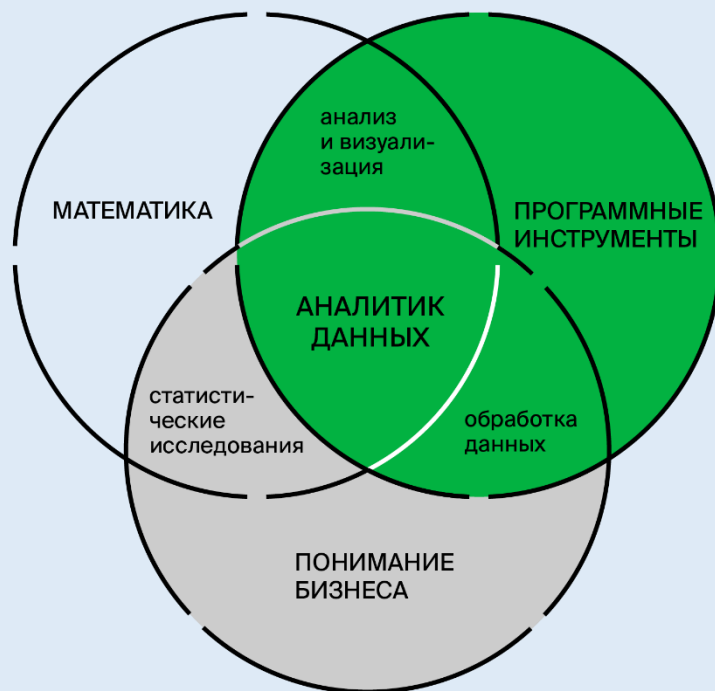 анализ
и визуали-
зация
МАТЕМАТИКА
ПРОГРАММНЫЕ
ИНСТРУМЕНТЫ
АНАЛИТИК
ДАННЫХ
статисти-
ческие
исследования
обработка
данных
ПОНИМАНИЕ
БИЗНЕСА